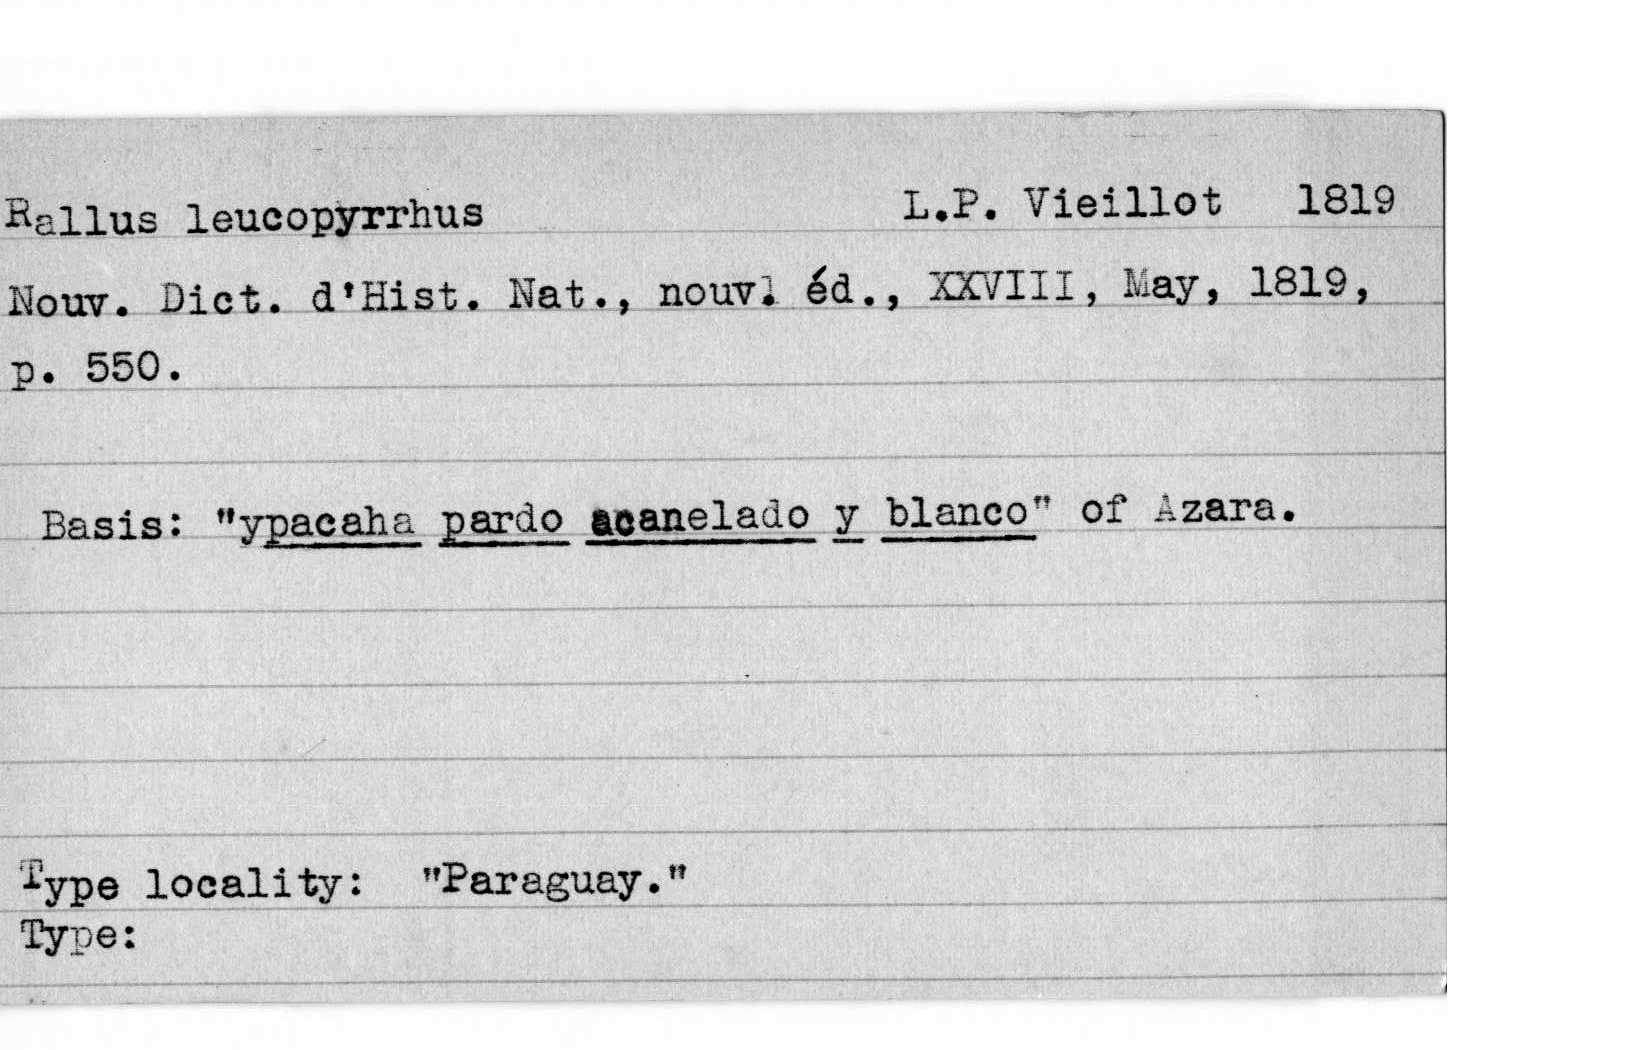 Rallus leucopyrrhus L.P. Vieillot 1819
Nouv. Dict. d'Hist. Nat., nouv. éd., XXVIII, May, 1819,
p. 550.
Basis: "ypacaha pardo acanelado y blanco" of Azara.
Type locality: "Paraguay."
Type: